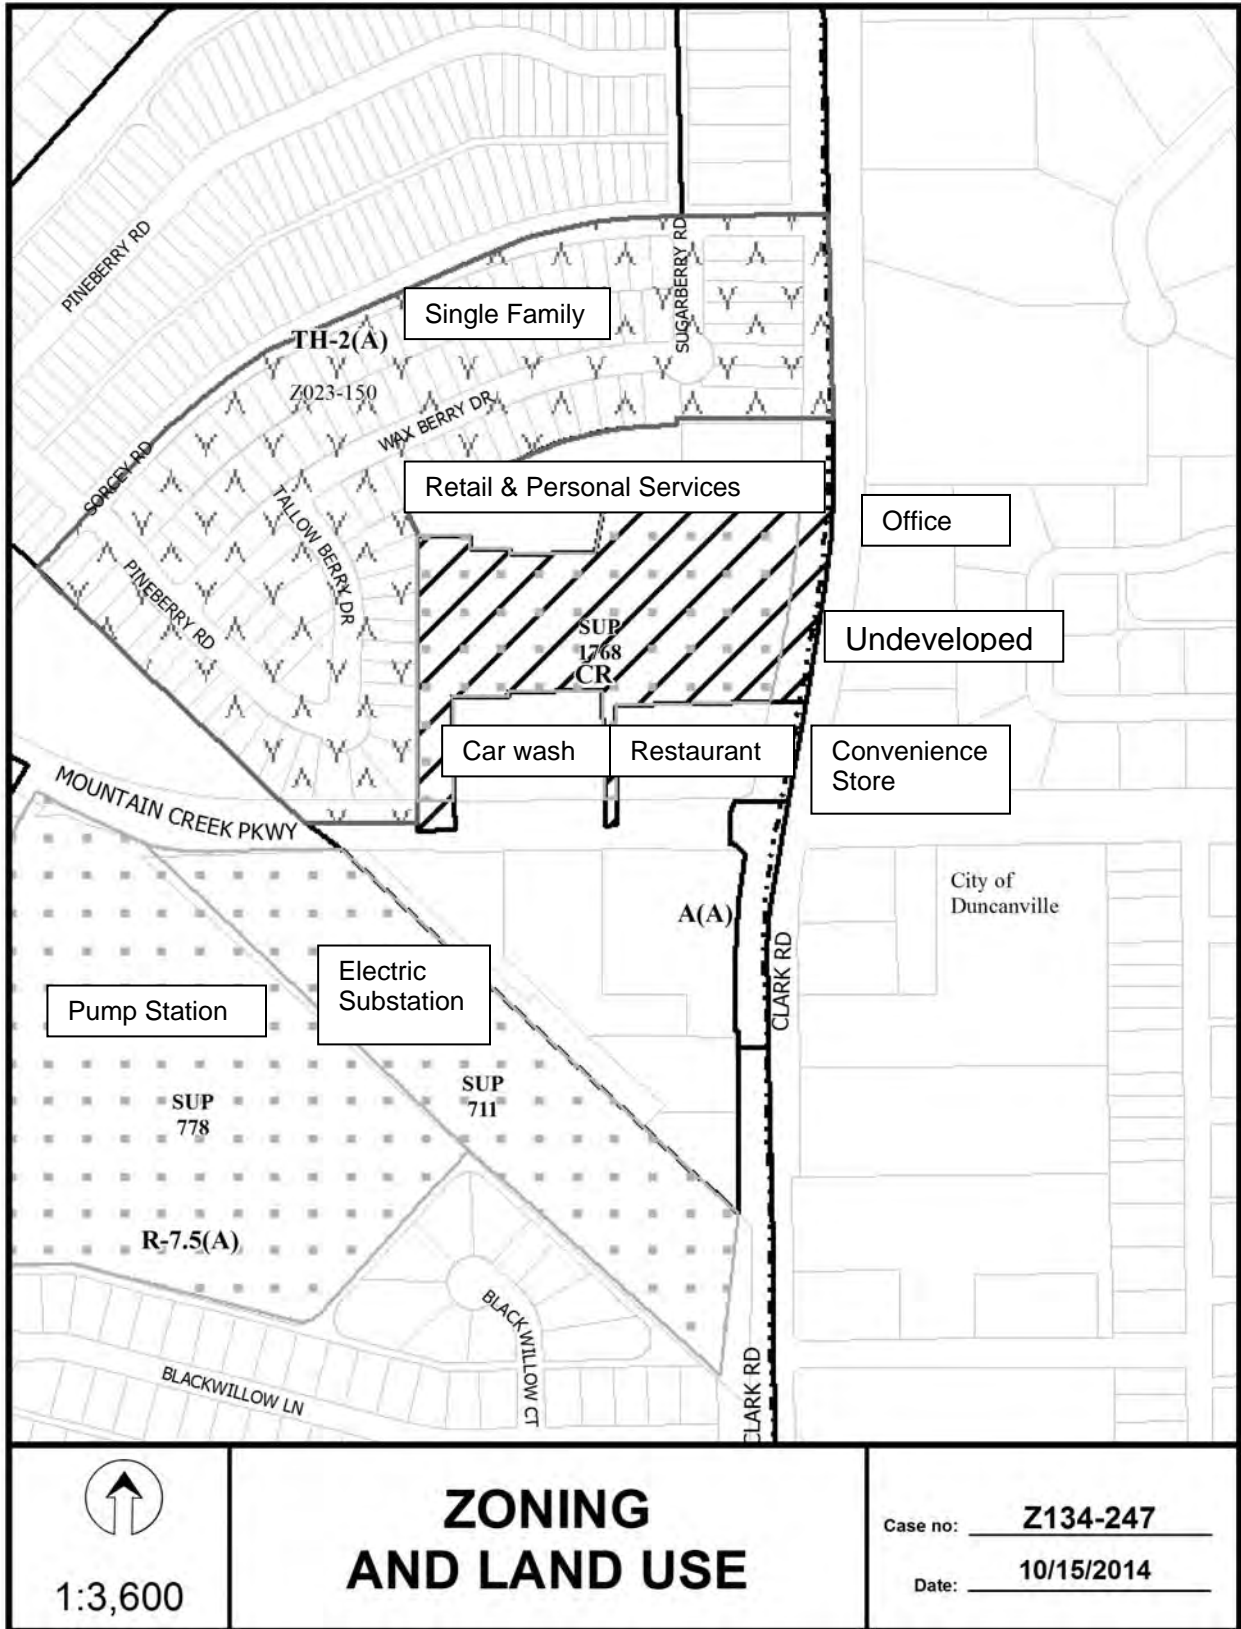 PINEBERRY RD
SUGARBERRY RD
Single Family
TH-2(A)
Z023-150
WAX BERRY DR
SORCEY RD
Retail & Personal Services
TALLOW BERRY DR
Office
PINEBERRY RD
SUP
1768
CR
Undeveloped
Car wash
Restaurant
Convenience
Store
MOUNTAIN CREEK PKWY
City of
Duncanville
A(A)
CLARK RD
Electric
Substation
Pump Station
SUP
711
SUP
778
R-7.5(A)
BLACKWILLOW CT
BLACKWILLOW LN
CLARK RD
1:3,600
ZONING
AND LAND USE
Case no: Z134-247
Date: 10/15/2014